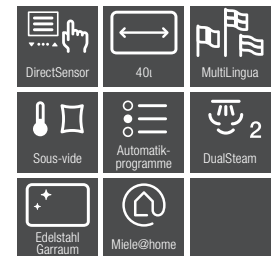 DirectSensor
40l
MultiLingua
Sous-vide
Automatik-
programme
2
DualSteam
Edelstahl
Garraum
Miele@home